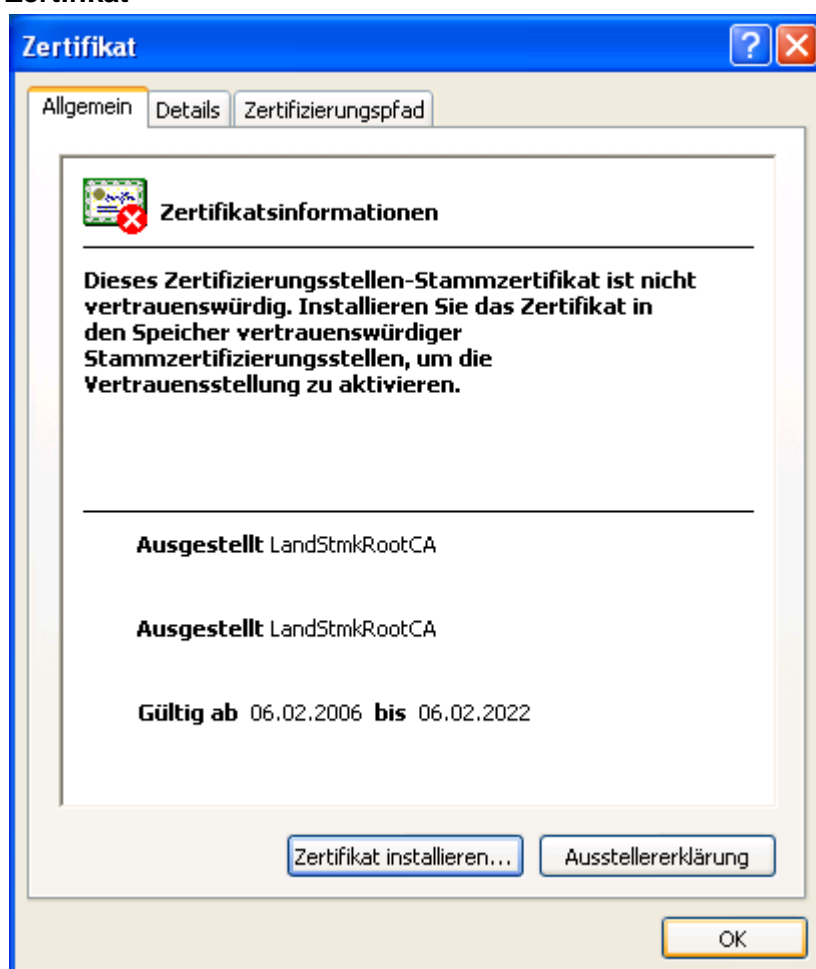 Zertifikat
Zertifikat
Allgemein Details Zertifizierungspfad
Zertifikatsinformationen
Dieses Zertifizierungsstellen-Stammzertifikat ist nicht
vertrauenswürdig. Installieren Sie das Zertifikat in
den Speicher vertrauenswürdiger
Stammzertifizierungsstellen, um die
Vertrauensstellung zu aktivieren.
Ausgestellt LandStmkRootCA
Ausgestellt LandStmkRootCA
Gültig ab 06.02.2006 bis 06.02.2022
Zertifikat installieren... Ausstellererklärung
OK